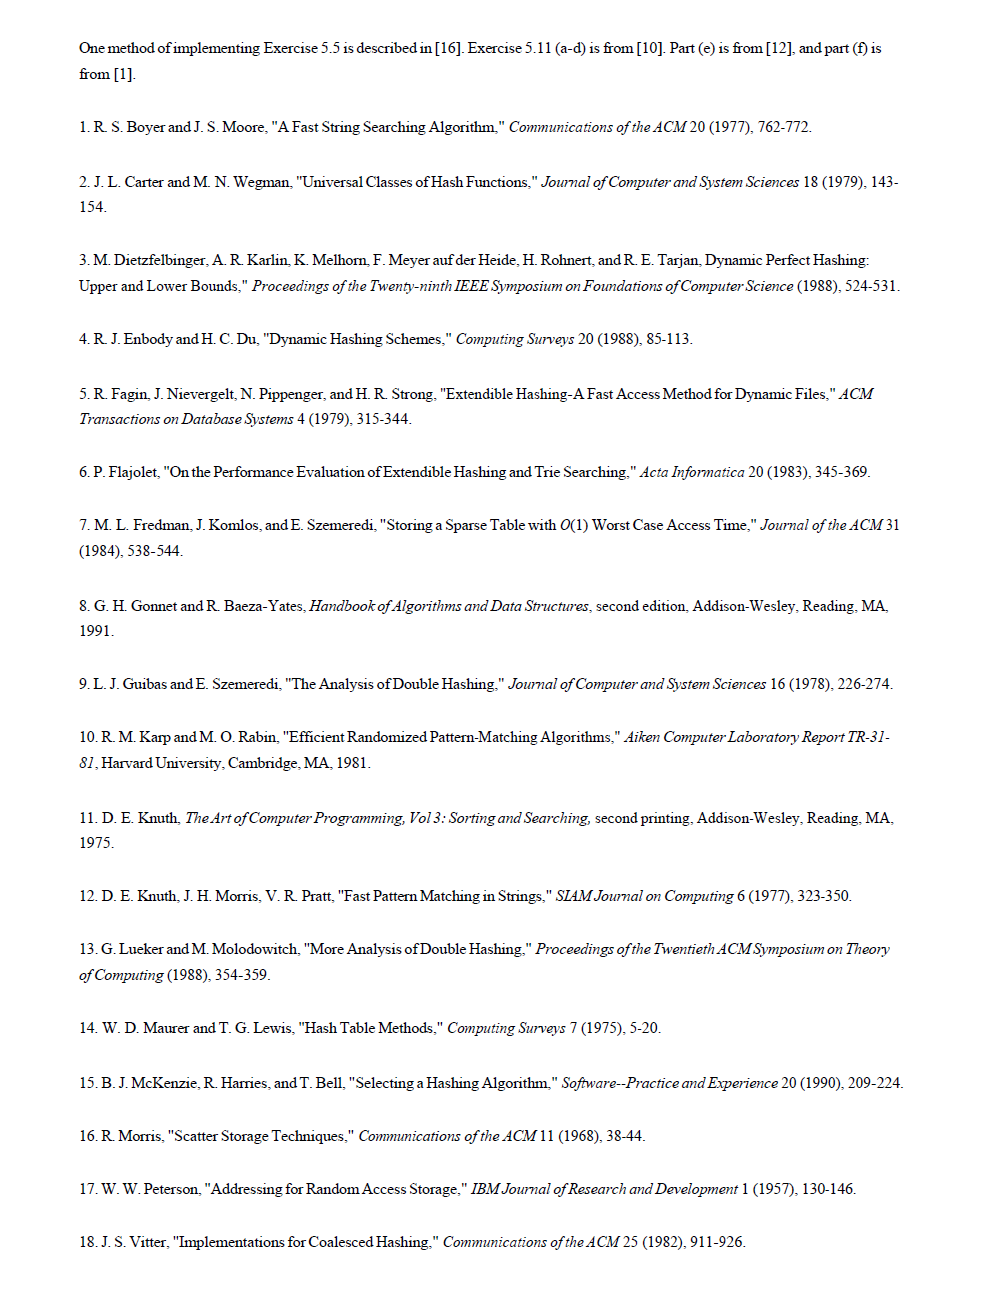 One method of implementing Exercise 5.5 is described in [16]. Exercise 5.11 (a-d) is from [10]. Part (e) is from [12], and part (f) is
from [1].
1. R. S. Boyer and J. S. Moore, "A Fast String Searching Algorithm," Communications of the ACM 20 (1977), 762-772.
2. J. L. Carter and M. N. Wegman, "Universal Classes of Hash Functions," Journal of Computer and System Sciences 18 (1979), 143-
154.
3. M. Dietzfelbinger, A. R. Karlin, K. Melhorn, F. Meyer auf der Heide, H. Rohnert, and R. E. Tarjan, Dynamic Perfect Hashing:
Upper and Lower Bounds," Proceedings of the Twenty-ninth IEEE Symposium on Foundations of Computer Science (1988), 524-531.
4. R. J. Enbody and H. C. Du, "Dynamic Hashing Schemes," Computing Surveys 20 (1988), 85-113.
5. R. Fagin, J. Nievergelt, N. Pippenger, and H. R. Strong, "Extendible Hashing-A Fast Access Method for Dynamic Files," ACM
Transactions on Database Systems 4 (1979), 315-344.
6. P. Flajolet, "On the Performance Evaluation of Extendible Hashing and Trie Searching," Acta Informatica 20 (1983), 345-369.
7. M. L. Fredman, J. Komlos, and E. Szemeredi, "Storing a Sparse Table with O(1) Worst Case Access Time," Journal of the ACM 31
(1984), 538-544.
8. G. H. Gonnet and R. Baeza-Yates, Handbook of Algorithms and Data Structures, second edition, Addison-Wesley, Reading, MA,
1991.
9. L. J. Guibas and E. Szemeredi, "The Analysis of Double Hashing," Journal of Computer and System Sciences 16 (1978), 226-274.
10. R. M. Karp and M. O. Rabin, "Efficient Randomized Pattern-Matching Algorithms," Aiken Computer Laboratory Report TR-31-
81, Harvard University, Cambridge, MA, 1981.
11. D. E. Knuth, The Art of Computer Programming, Vol 3: Sorting and Searching, second printing, Addison-Wesley, Reading, MA,
1975.
12. D. E. Knuth, J. H. Morris, V. R. Pratt, "Fast Pattern Matching in Strings," SIAM Journal on Computing 6 (1977), 323-350.
13. G. Lueker and M. Molodowitch, "More Analysis of Double Hashing," Proceedings of the Twentieth ACM Symposium on Theory
of Computing (1988), 354-359.
14. W. D. Maurer and T. G. Lewis, "Hash Table Methods," Computing Surveys 7 (1975), 5-20.
15. B. J. McKenzie, R. Harries, and T. Bell, "Selecting a Hashing Algorithm," Software--Practice and Experience 20 (1990), 209-224.
16. R. Morris, "Scatter Storage Techniques," Communications of the ACM 11 (1968), 38-44.
17. W. W. Peterson, "Addressing for Random Access Storage," IBM Journal of Research and Development 1 (1957), 130-146.
18. J. S. Vitter, "Implementations for Coalesced Hashing," Communications of the ACM 25 (1982), 911-926.